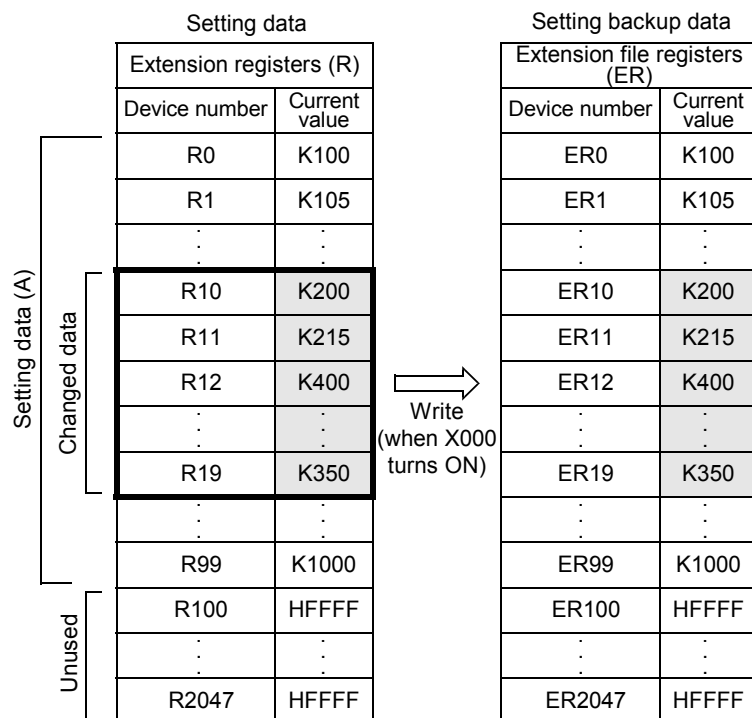 Setting data
Setting backup data
Extension registers (R)
Extension file registers
(ER)
Device number
Current
value
Device number
Current
value
R0 K100 ER0 K100
R1 K105 ER1 K105
: : : :
R10 K200 ER10 K200
R11 K215 ER11 K215
R12 K400 ER12 K400
: : : :
R19 K350 ER19 K350
: : : :
R99 K1000 ER99 K1000
R100 HFFFF ER100 HFFFF
: : : :
R2047 HFFFF ER2047 HFFFF
Setting data (A)
Changed data
Unused
Write
(when X000
turns ON)